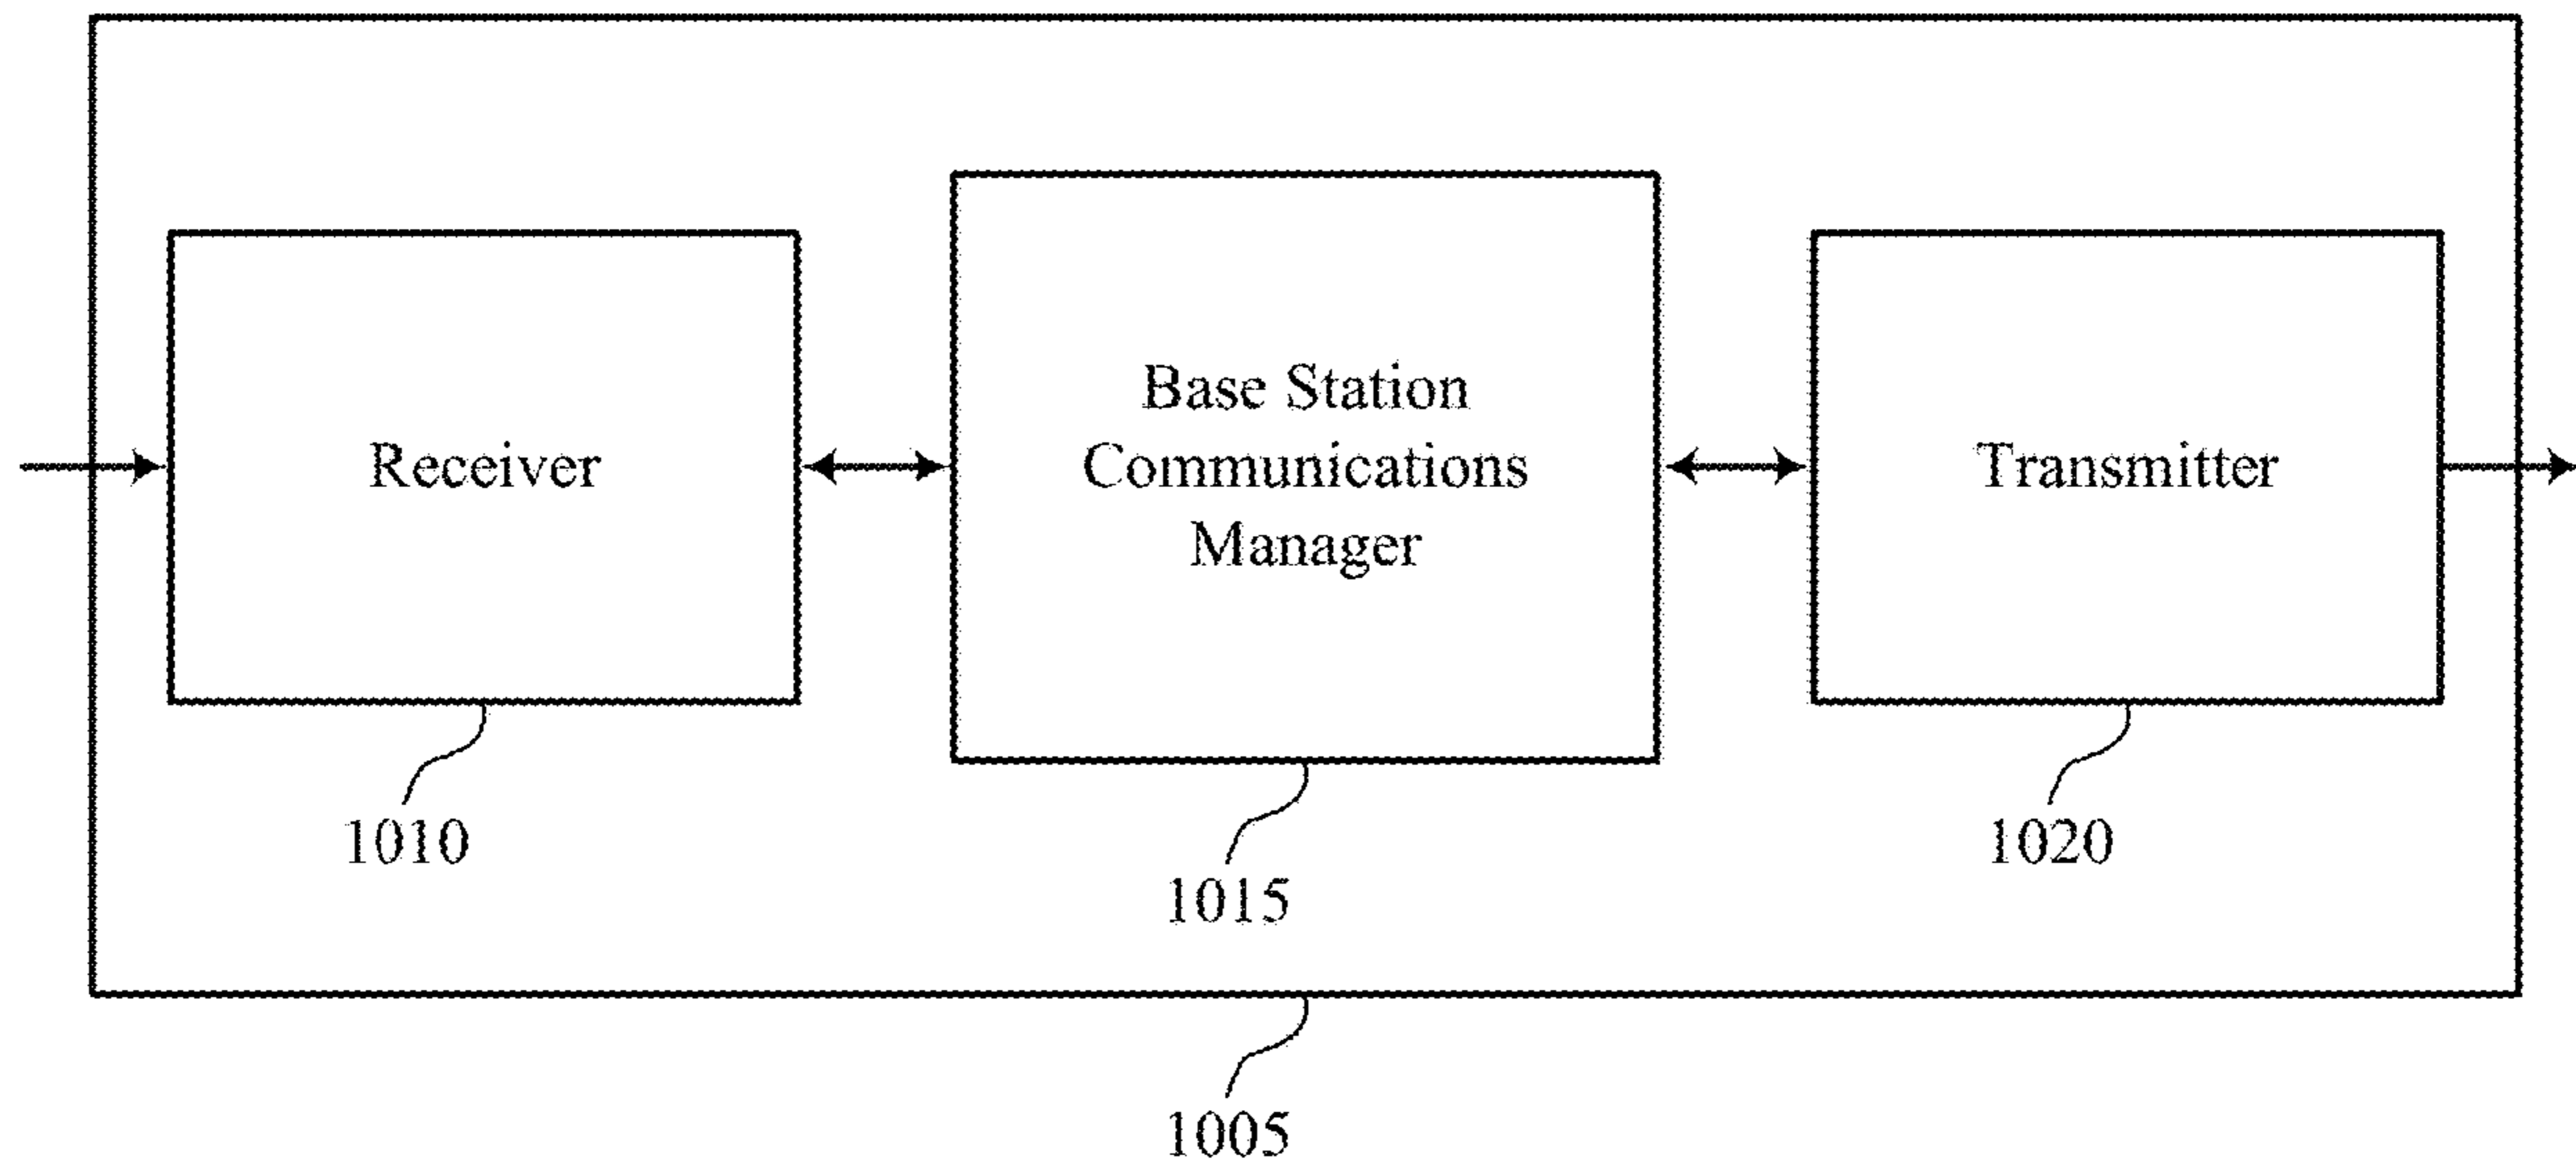 Receiver
Base Station
Communications
Manager
Transmitter
1010
1015
1020
1005